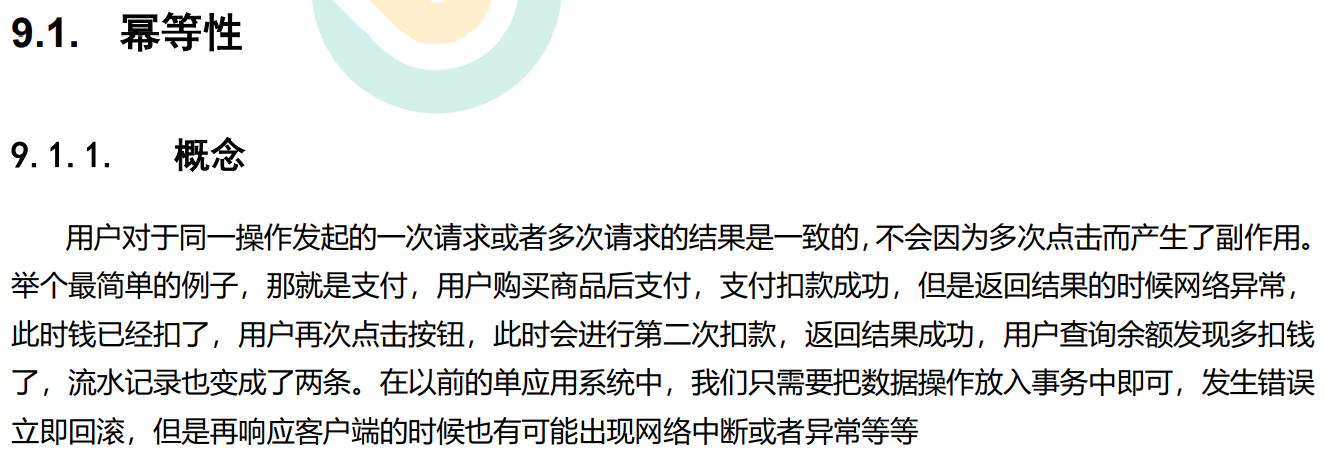 9.1. 幂等性
9.1.1. 概念
用户对于同一操作发起的一次请求或者多次请求的结果是一致的，不会因为多次点击而产生了副作用。
举个最简单的例子，那就是支付，用户购买商品后支付，支付扣款成功，但是返回结果的时候网络异常，
此时钱已经扣了，用户再次点击按钮，此时会进行第二次扣款，返回结果成功，用户查询余额发现多扣钱
了，流水记录也变成了两条。在以前的单应用系统中，我们只需要把数据操作放入事务中即可，发生错误
立即回滚，但是再响应客户端的时候也有可能出现网络中断或者异常等等